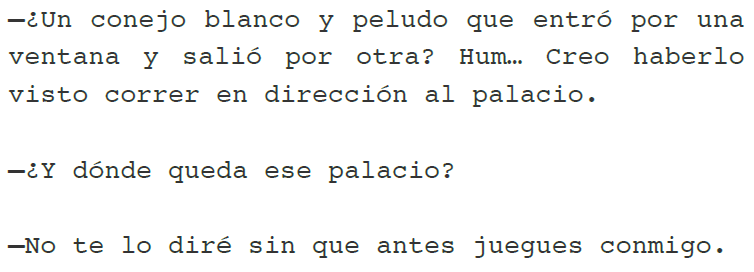 —¿Un conejo blanco y peludo que entró por una
ventana y salió por otra? Hum… Creo haberlo
visto correr en dirección al palacio.
—¿Y dónde queda ese palacio?
—No te lo diré sin que antes juegues conmigo.